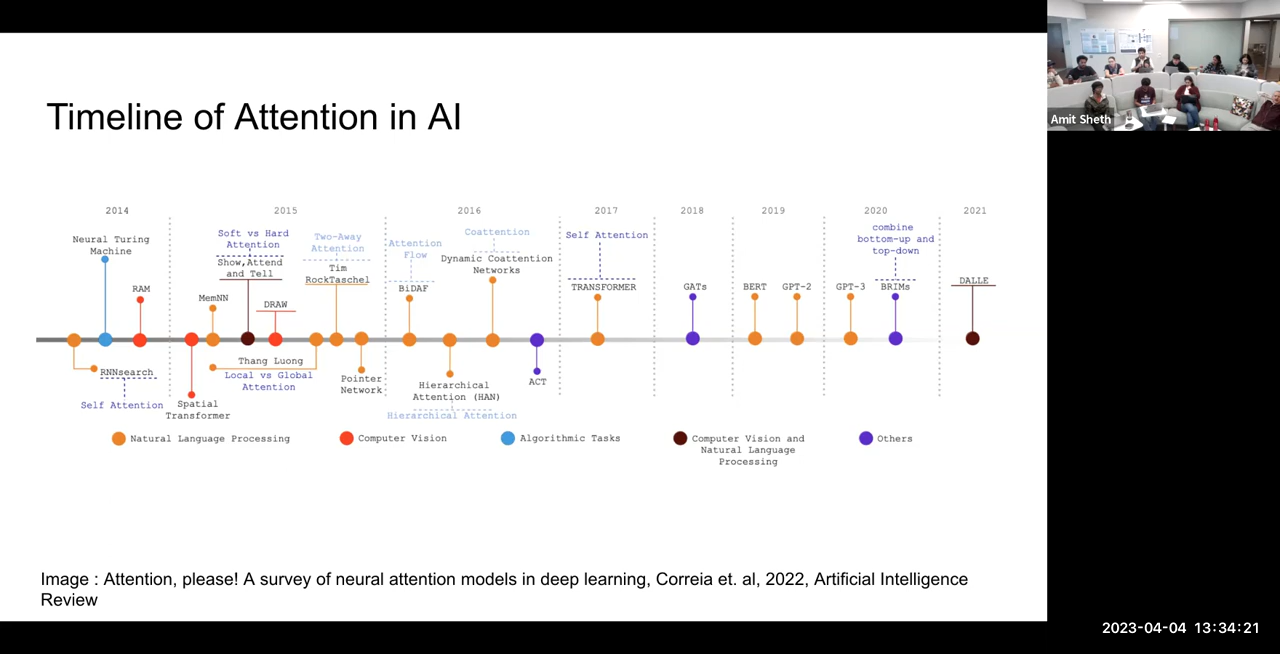 Timeline of Attention in AI
Amit Sheth
2014
2015
2016
2017
2018
2019
2020
2021
Neural Turing
Machine
RAM
Soft vs Hard
Attention
Show,Attend
and Tell
MemNN
DRAW
Two-Away
Attention
Tim
RockTaschel
Attention
Flow
BiDAF
Coattention
Dynamic Coattention
Networks
Self Attention
TRANSFORMER
GATs
BERT
GPT-2
GPT-3
combine
bottom-up and
top-down
BRIMs
DALLE
RNNsearch
Self Attention
Spatial
Transformer
Thang Luong
Local vs Global
Attention
Pointer
Network
Hierarchical
Attention (HAN)
Hierarchical Attention
ACT
Natural Language Processing
Computer Vision
Algorithmic Tasks
Computer Vision and
Natural Language
Processing
Others
Image : Attention, please! A survey of neural attention models in deep learning, Correia et. al, 2022, Artificial Intelligence
Review
2023-04-04 13:34:21